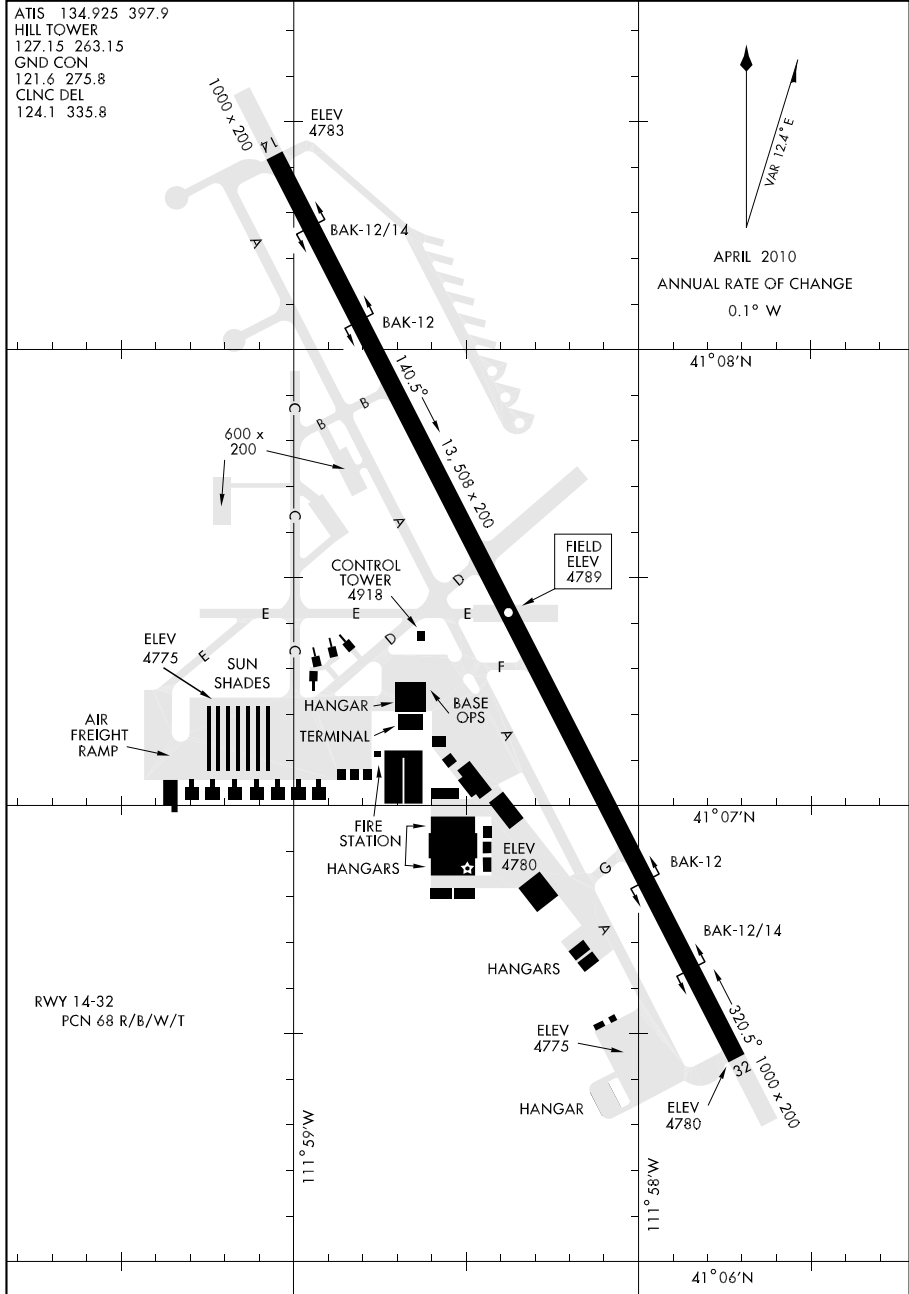 ATIS 134.925 397.9
HILL TOWER
127.15 263.15
GND CON
121.6 275.8
CLNC DEL
124.1 335.8
1000 x 200
14
ELEV
4783
VAR 12.4° E
APRIL 2010
ANNUAL RATE OF CHANGE
0.1° W
A
BAK-12/14
BAK-12
41°08'N
140.5°
13, 508 x 200
C
B
B
600 x
200
C
A
FIELD
ELEV
4789
CONTROL
TOWER
4918
D
E
E
E
D
C
E
F
ELEV
4775
SUN
SHADES
HANGAR
BASE
OPS
AIR
FREIGHT
RAMP
TERMINAL
A
41°07'N
FIRE
STATION
HANGARS
ELEV
4780
G
BAK-12
A
BAK-12/14
HANGARS
RWY 14-32
PCN 68 R/B/W/T
ELEV
4775
320.5°
1000 x 200
32
HANGAR
ELEV
4780
111°59'W
111°58'W
41°06'N